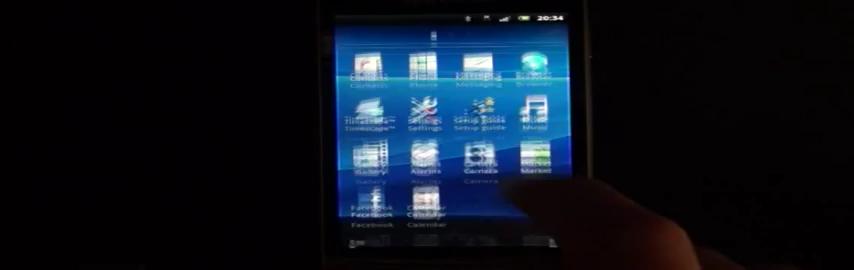 20:34
Contacts Phone Messaging Browser
Timescape™ Settings Setup guide Music
Gallery Alarms Camera Market
Facebook Calendar